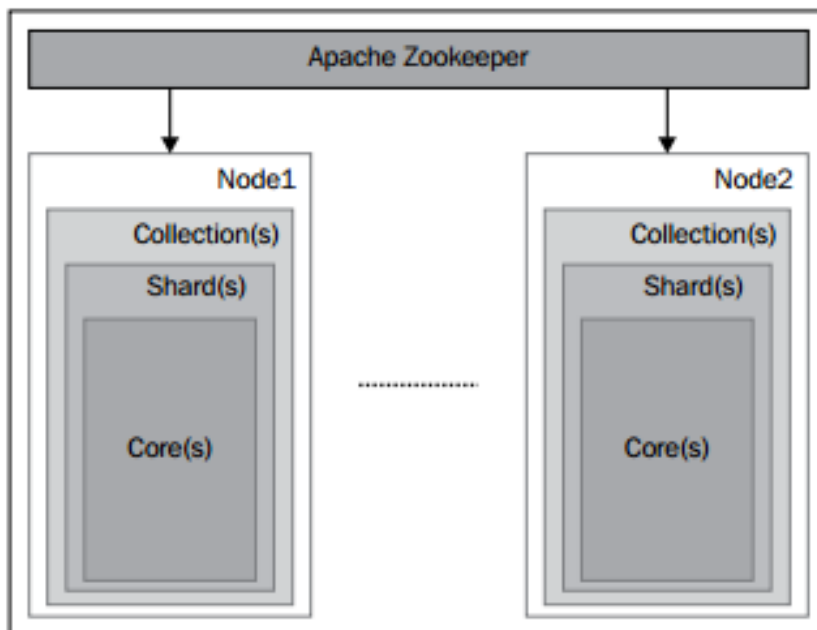 Apache Zookeeper
Node1
Node2
Collection(s)
Collection(s)
Shard(s)
Shard(s)
Core(s)
Core(s)